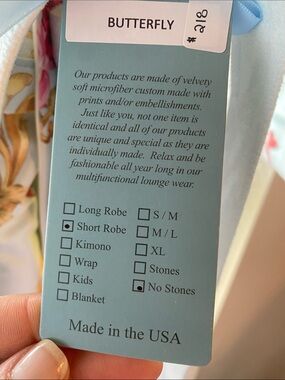 BUTTERFLY
# 218
Our products are made of velvety
soft microfiber custom made with
prints and/or embellishments.
Just like you, not one item is
identical and all of our products
are unique and special as they are
individually made. Relax and be
fashionable all year long in our
multifunctional lounge wear.
Long Robe S / M
Short Robe M / L
Kimono XL
Wrap Stones
Kids No Stones
Blanket
Made in the USA